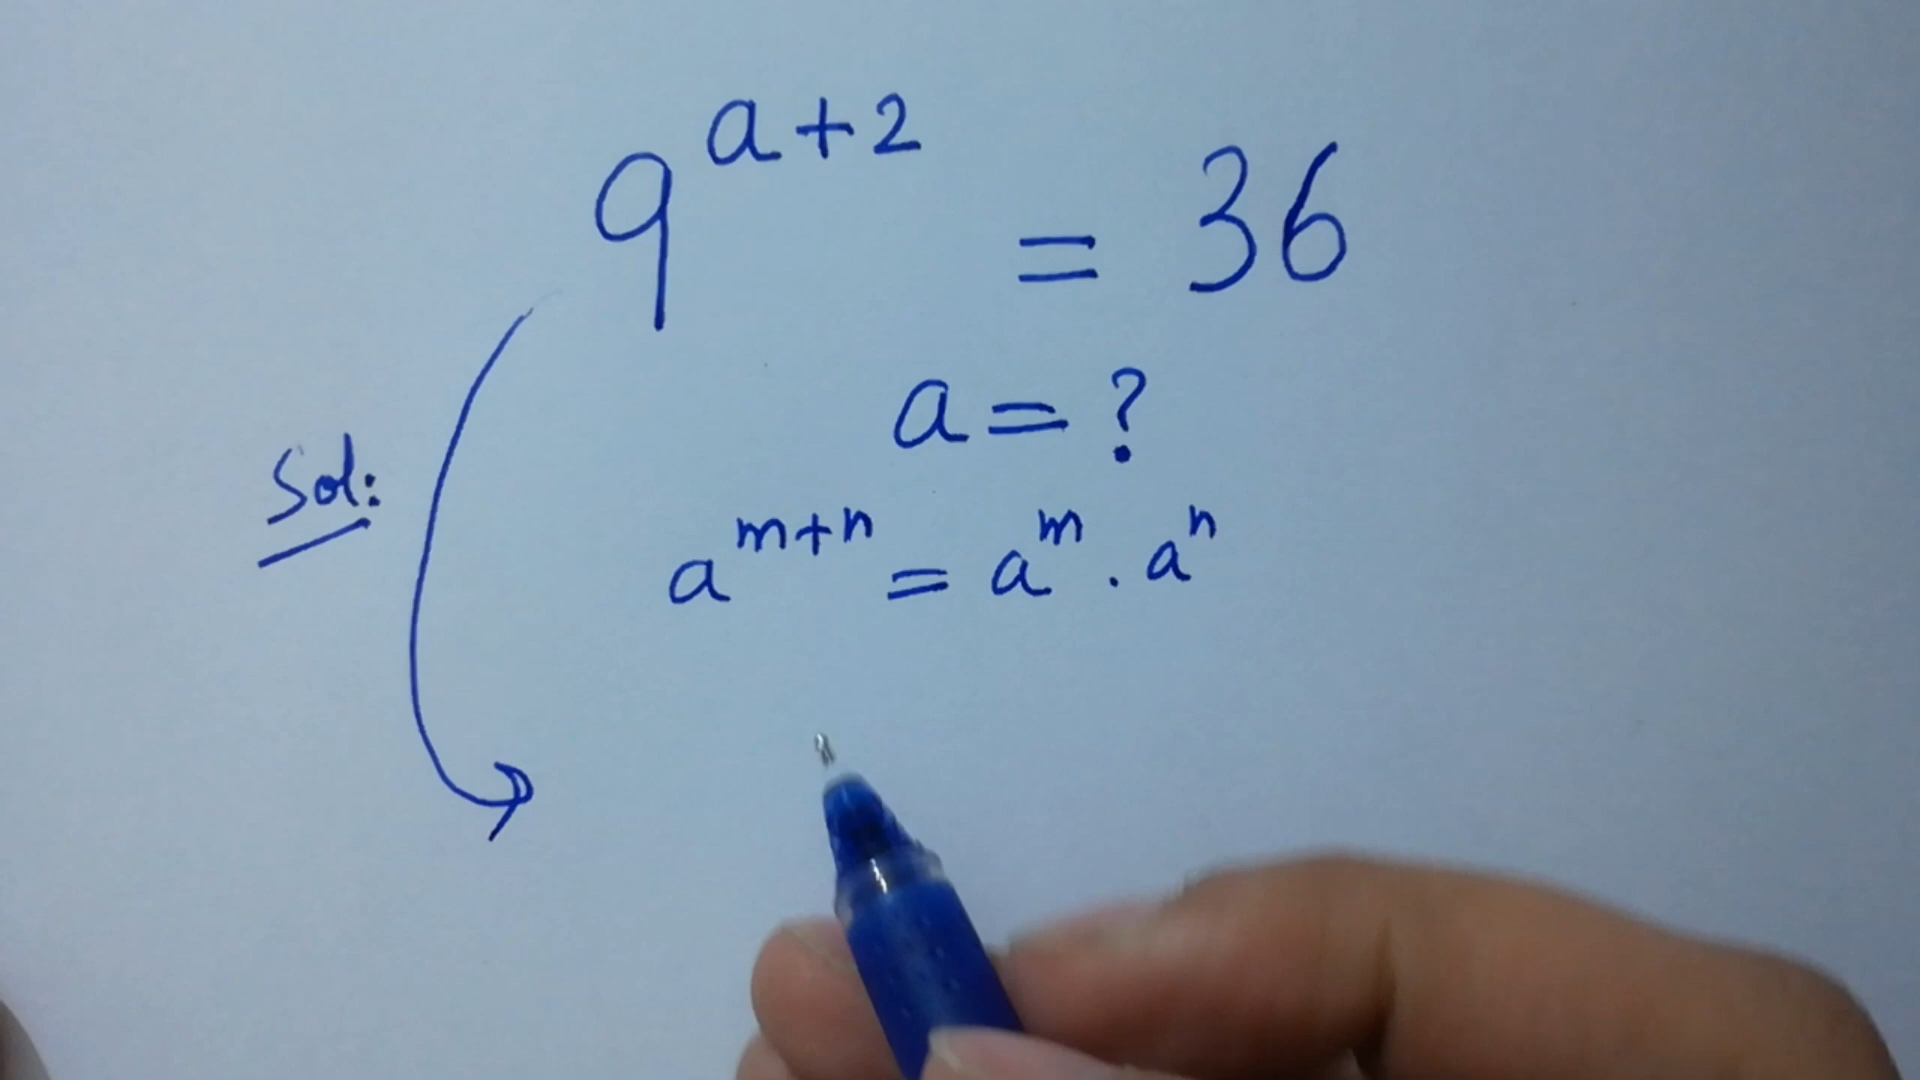 9^{a+2} = 36
a = ?
Sol:
a^{m+n} = a^m . a^n